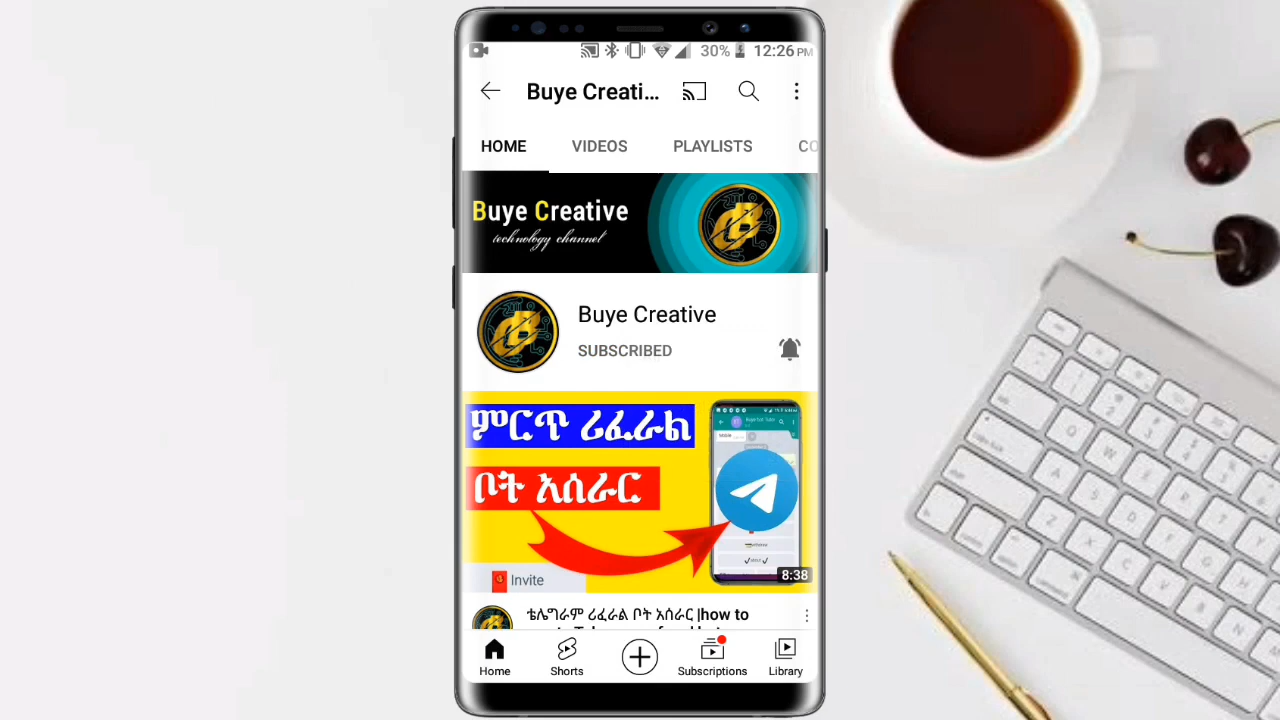 30% 12:26 PM
Buye Creati...
HOME VIDEOS PLAYLISTS CO
Buye Creative
technology channel
Buye Creative
SUBSCRIBED
ምርጥ ሪፈራል
ቦት አሰራር
Invite
8:38
ቴሌግራም ሪፈራል ቦት አሰራር |how to
Home Shorts Subscriptions Library